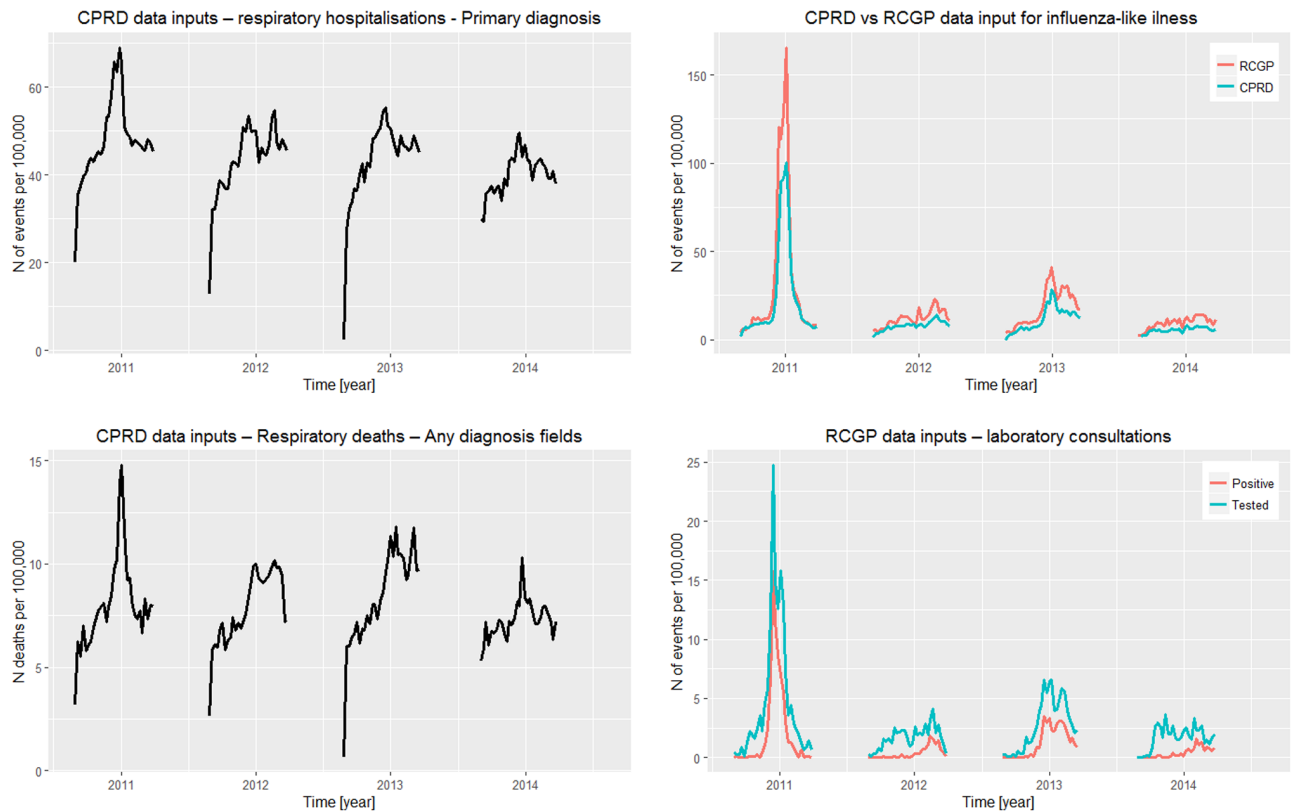 CPRD data inputs – respiratory hospitalisations - Primary diagnosis
N of events per 100,000
60
40
20
0
2011 2012 2013 2014
Time [year]
CPRD vs RCGP data input for influenza-like ilness
N of events per 100,000
150
100
50
0
RCGP
CPRD
2011 2012 2013 2014
Time [year]
CPRD data inputs – Respiratory deaths – Any diagnosis fields
N deaths per 100,000
15
10
5
0
2011 2012 2013 2014
Time [year]
RCGP data inputs – laboratory consultations
N of events per 100,000
25
20
15
10
5
0
Positive
Tested
2011 2012 2013 2014
Time [year]